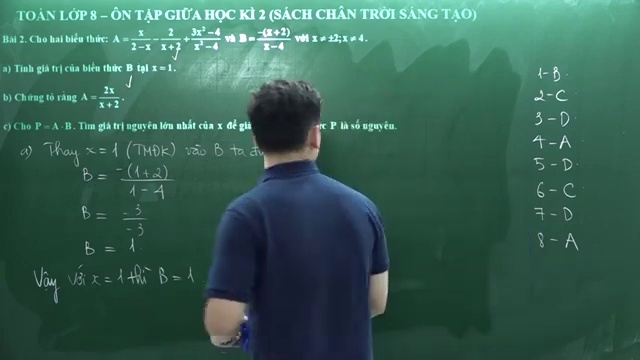 TOÁN LỚP 8 – ÔN TẬP GIỮA HỌC KÌ 2 (SÁCH CHÂN TRỜI SÁNG TẠO)
Bài 2. Cho hai biểu thức: A = x/(2−x) − 2/(x+2) + (3x²−4)/(x²−4) và B = −(x+2)/(x−4) với x ≠ ±2; x ≠ 4.
a) Tính giá trị của biểu thức B tại x = 1.
b) Chứng tỏ rằng A = 2x/(x+2).
c) Cho P = A · B. Tìm giá trị nguyên lớn nhất của x để P là số nguyên.
a) Thay x = 1 (TMĐK) vào B ta
B = −(1+2)/(1−4)
B = −3/−3
B = 1
Vậy với x = 1 thì B = 1
1 – B
2 – C
3 – D
4 – A
5 – D
6 – C
7 – D
8 – A